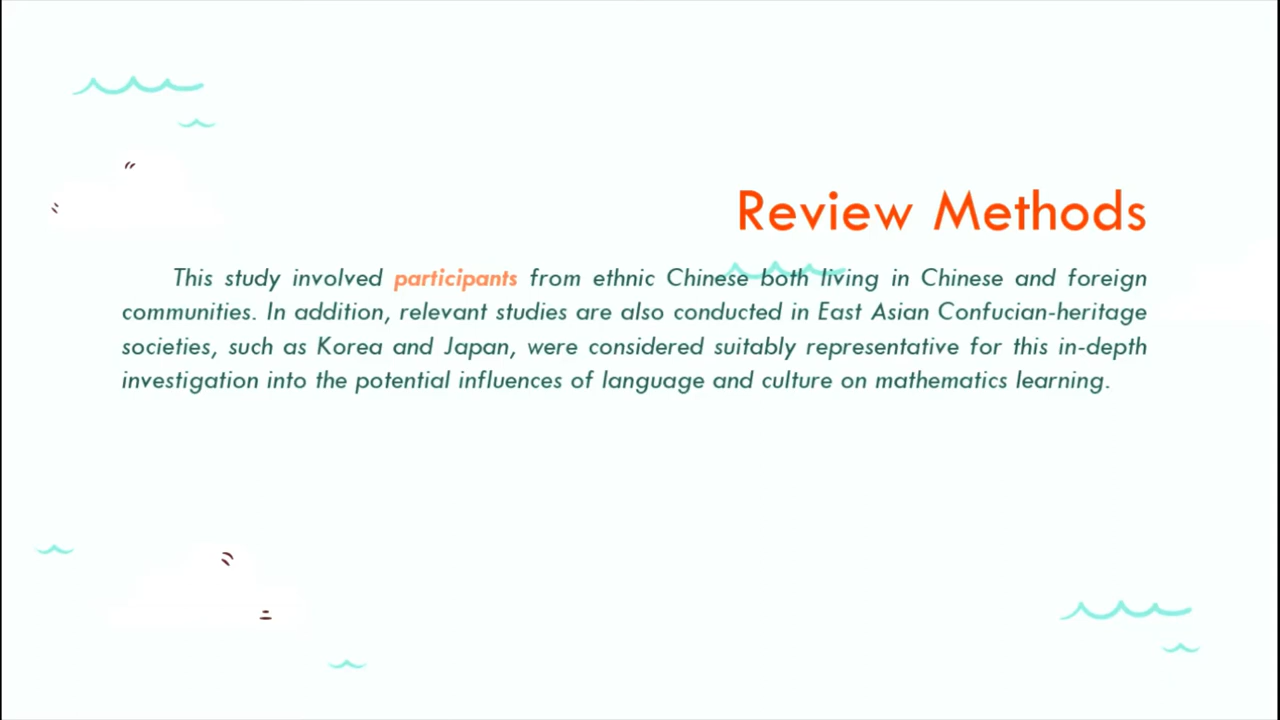 Review Methods
This study involved participants from ethnic Chinese both living in Chinese and foreign
communities. In addition, relevant studies are also conducted in East Asian Confucian-heritage
societies, such as Korea and Japan, were considered suitably representative for this in-depth
investigation into the potential influences of language and culture on mathematics learning.